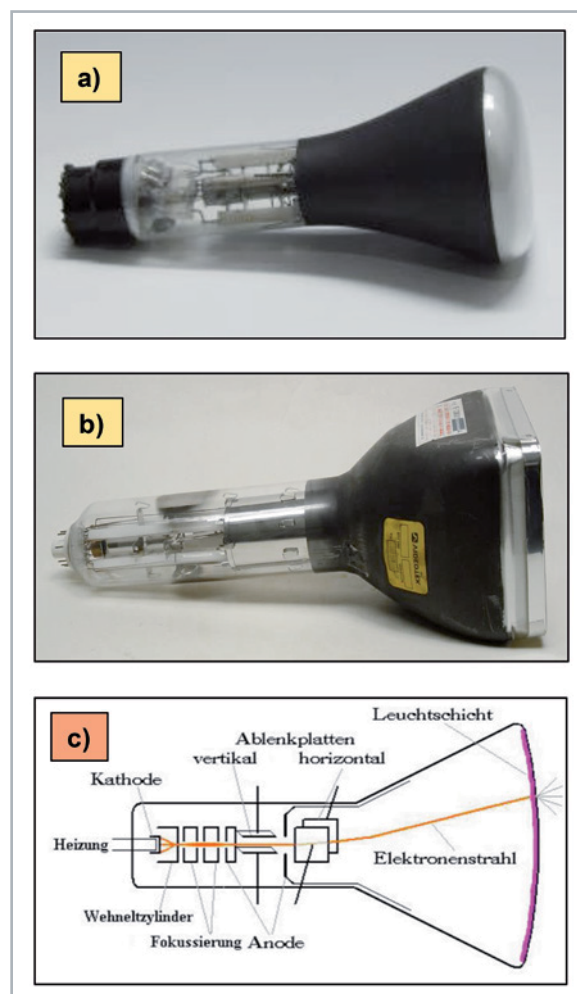 a)
b)
c)
Leuchtschicht
Ablenkplatten
vertikal horizontal
Kathode
Heizung
Elektronenstrahl
Wehneltzylinder
Fokussierung Anode